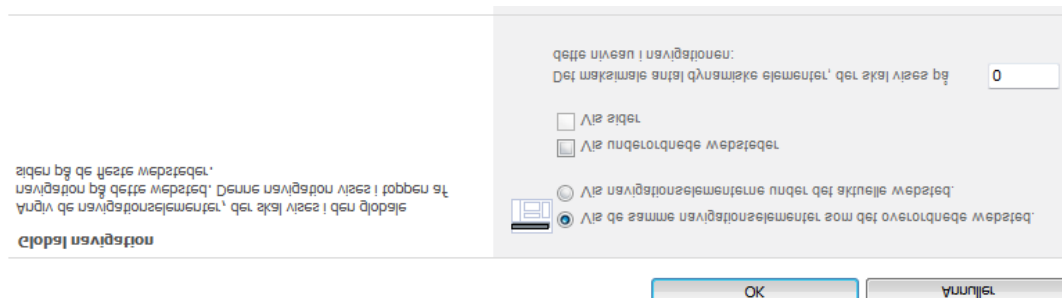 OK
Annuller
Global navigation
Angiv de navigationselementer, der skal vises i den globale
navigation på dette websted. Denne navigation vises i toppen af
siden på de fleste websteder.
Vis de samme navigationselementer som det overordnede websted.
Vis navigationselementerne under det aktuelle websted.
Vis underordnede websteder
Vis sider
Det maksimale antal dynamiske elementer, der skal vises på
dette niveau i navigationen:
0